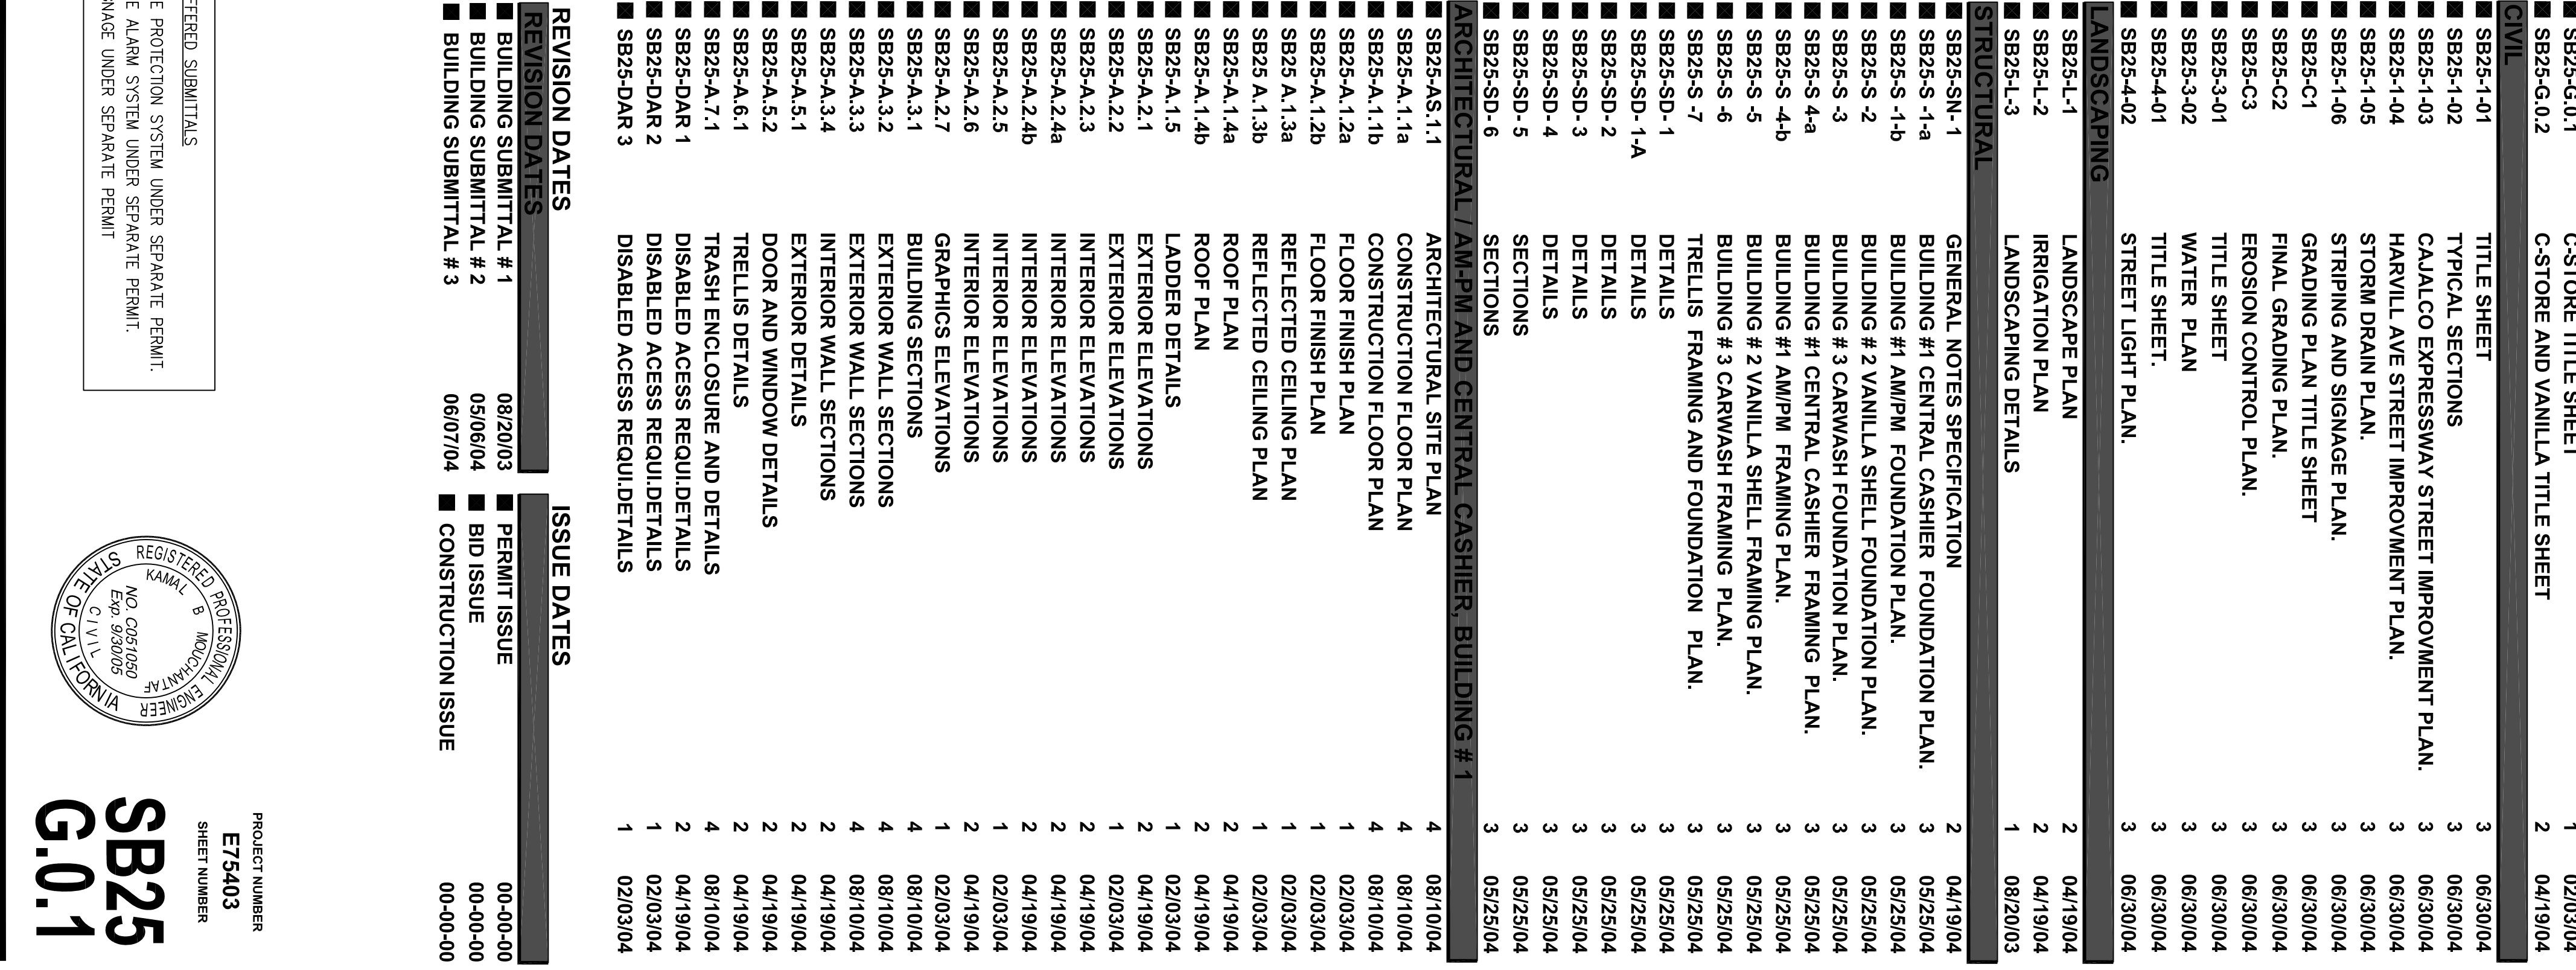 SB25-G.0.1 C-STORE TITLE SHEET 1 02/03/04
SB25-G.0.2 C-STORE AND VANILLA TITLE SHEET 2 04/19/04
CIVIL
SB25-1-01 TITLE SHEET 3 06/30/04
SB25-1-02 TYPICAL SECTIONS 3 06/30/04
SB25-1-03 CAJALCO EXPRESSWAY STREET IMPROVMENT PLAN. 3 06/30/04
SB25-1-04 HARVILL AVE STREET IMPROVMENT PLAN. 3 06/30/04
SB25-1-05 STORM DRAIN PLAN. 3 06/30/04
SB25-1-06 STRIPING AND SIGNAGE PLAN. 3 06/30/04
SB25-C1 GRADING PLAN TITLE SHEET 3 06/30/04
SB25-C2 FINAL GRADING PLAN. 3 06/30/04
SB25-C3 EROSION CONTROL PLAN. 3 06/30/04
SB25-3-01 TITLE SHEET 3 06/30/04
SB25-3-02 WATER PLAN 3 06/30/04
SB25-4-01 TITLE SHEET. 3 06/30/04
SB25-4-02 STREET LIGHT PLAN. 3 06/30/04
LANDSCAPING
SB25-L-1 LANDSCAPE PLAN 2 04/19/04
SB25-L-2 IRRIGATION PLAN 2 04/19/04
SB25-L-3 LANDSCAPING DETAILS 1 08/20/03
STRUCTURAL
SB25-SN- 1 GENERAL NOTES SPECIFICATION 2 04/19/04
SB25-S -1-a BUILDING #1 CENTRAL CASHIER FOUNDATION PLAN. 3 05/25/04
SB25-S -1-b BUILDING #1 AM/PM FOUNDATION PLAN. 3 05/25/04
SB25-S -2 BUILDING # 2 VANILLA SHELL FOUNDATION PLAN. 3 05/25/04
SB25-S -3 BUILDING # 3 CARWASH FOUNDATION PLAN. 3 05/25/04
SB25-S 4-a BUILDING #1 CENTRAL CASHIER FRAMING PLAN. 3 05/25/04
SB25-S -4-b BUILDING #1 AM/PM FRAMING PLAN. 3 05/25/04
SB25-S -5 BUILDING # 2 VANILLA SHELL FRAMING PLAN. 3 05/25/04
SB25-S -6 BUILDING # 3 CARWASH FRAMING PLAN. 3 05/25/04
SB25-S -7 TRELLIS FRAMING AND FOUNDATION PLAN. 3 05/25/04
SB25-SD- 1 DETAILS 3 05/25/04
SB25-SD- 1-A DETAILS 3 05/25/04
SB25-SD- 2 DETAILS 3 05/25/04
SB25-SD- 3 DETAILS 3 05/25/04
SB25-SD- 4 DETAILS 3 05/25/04
SB25-SD- 5 SECTIONS 3 05/25/04
SB25-SD- 6 SECTIONS 3 05/25/04
ARCHITECTURAL / AM-PM AND CENTRAL CASHIER, BUILDING # 1
SB25-AS.1.1 ARCHITECTURAL SITE PLAN 4 08/10/04
SB25-A.1.1a CONSTRUCTION FLOOR PLAN 4 08/10/04
SB25-A.1.1b CONSTRUCTION FLOOR PLAN 4 08/10/04
SB25-A.1.2a FLOOR FINISH PLAN 1 02/03/04
SB25-A.1.2b FLOOR FINISH PLAN 1 02/03/04
SB25 A.1.3a REFLECTED CEILING PLAN 1 02/03/04
SB25 A.1.3b REFLECTED CEILING PLAN 1 02/03/04
SB25-A.1.4a ROOF PLAN 2 04/19/04
SB25-A.1.4b ROOF PLAN 2 04/19/04
SB25-A.1.5 LADDER DETAILS 1 02/03/04
SB25-A.2.1 EXTERIOR ELEVATIONS 2 04/19/04
SB25-A.2.2 EXTERIOR ELEVATIONS 1 02/03/04
SB25-A.2.3 INTERIOR ELEVATIONS 2 04/19/04
SB25-A.2.4a INTERIOR ELEVATIONS 2 04/19/04
SB25-A.2.4b INTERIOR ELEVATIONS 2 04/19/04
SB25-A.2.5 INTERIOR ELEVATIONS 1 02/03/04
SB25-A.2.6 INTERIOR ELEVATIONS 2 04/19/04
SB25-A.2.7 GRAPHICS ELEVATIONS 1 02/03/04
SB25-A.3.1 BUILDING SECTIONS 4 08/10/04
SB25-A.3.2 EXTERIOR WALL SECTIONS 4 08/10/04
SB25-A.3.3 EXTERIOR WALL SECTIONS 4 08/10/04
SB25-A.3.4 INTERIOR WALL SECTIONS 2 04/19/04
SB25-A.5.1 EXTERIOR DETAILS 2 04/19/04
SB25-A.5.2 DOOR AND WINDOW DETAILS 2 04/19/04
SB25-A.6.1 TRELLIS DETAILS 2 04/19/04
SB25-A.7.1 TRASH ENCLOSURE AND DETAILS 4 08/10/04
SB25-DAR 1 DISABLED ACESS REQUI.DETAILS 2 04/19/04
SB25-DAR 2 DISABLED ACESS REQUI.DETAILS 1 02/03/04
SB25-DAR 3 DISABLED ACESS REQUI.DETAILS 1 02/03/04
REVISION DATES
REVISION DATES
BUILDING SUBMITTAL # 1 08/20/03
BUILDING SUBMITTAL # 2 05/06/04
BUILDING SUBMITTAL # 3 06/07/04
ISSUE DATES
PERMIT ISSUE 00-00-00
BID ISSUE 00-00-00
CONSTRUCTION ISSUE 00-00-00
FERRED SUBMITTALS
E PROTECTION SYSTEM UNDER SEPARATE PERMIT.
E ALARM SYSTEM UNDER SEPARATE PERMIT.
NAGE UNDER SEPARATE PERMIT
REGISTERED PROFESSIONAL ENGINEER
KAMAL B MOUCHANTAF
NO. C051050
Exp. 9/30/05
CIVIL
STATE OF CALIFORNIA
PROJECT NUMBER
E75403
SHEET NUMBER
SB25
G.0.1